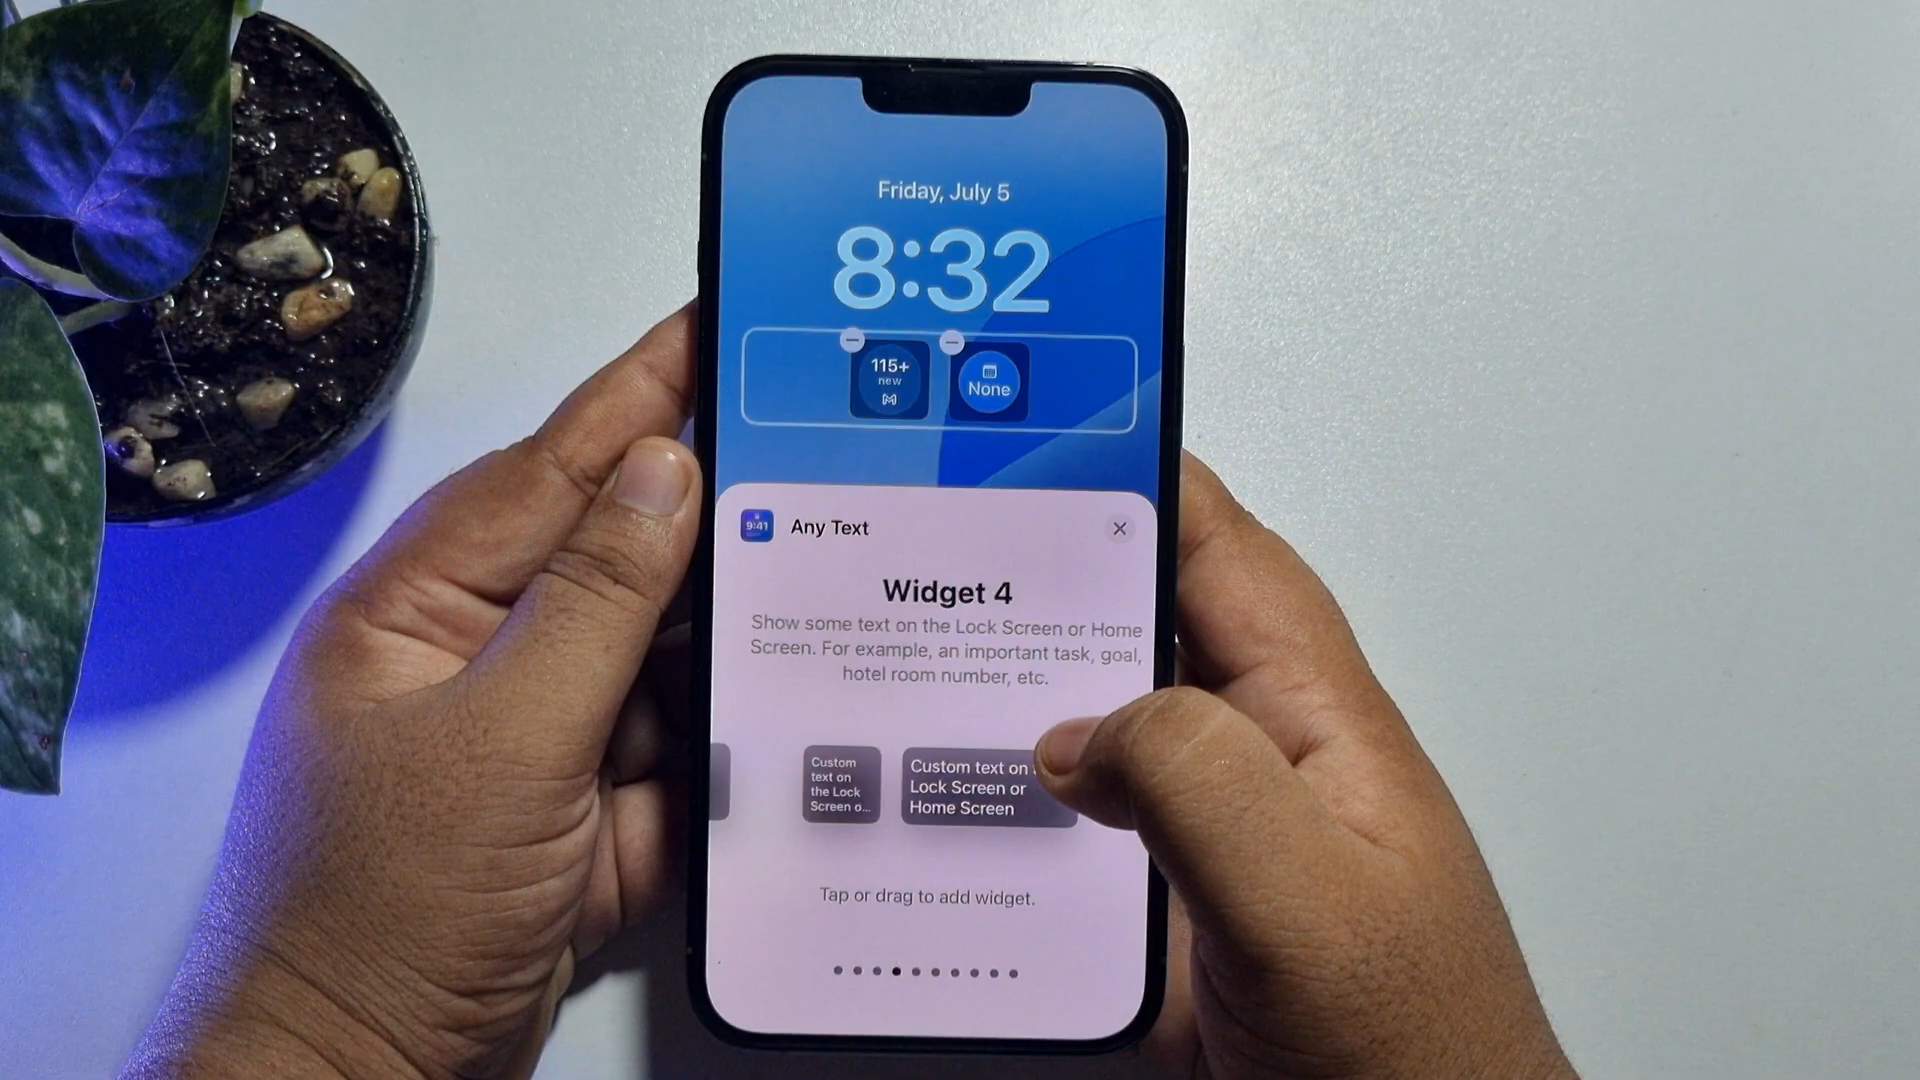 Friday, July 5
8:32
115+
new
None
9:41
Any Text
Widget 4
Show some text on the Lock Screen or Home
Screen. For example, an important task, goal,
hotel room number, etc.
Custom
text on
the Lock
Screen o...
Custom text on
Lock Screen or
Home Screen
Tap or drag to add widget.